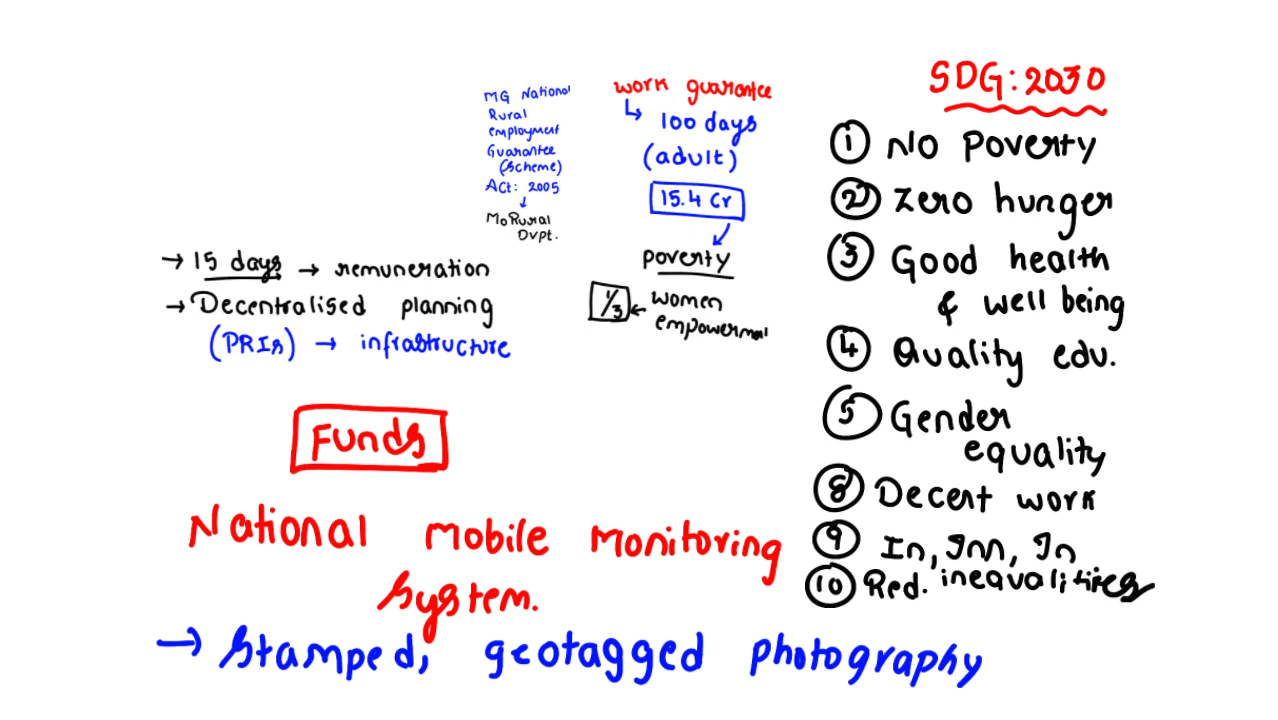 MG National
Rural
employment
Guarantee
(Scheme)
Act: 2005
↓
MoRural
Dvpt.
work guarantee
↳ 100 days
(adult)
15.4 Cr
poverty
1/3 ← women
empowerment
→ 15 days → remuneration
→ Decentralised planning
(PRIs) → infrastructure
Funds
National mobile monitoring
System.
→ Stamped, geotagged photography
SDG:2030
① No Poverty
② Zero hunger
③ Good health
& well being
④ Quality edu.
⑤ Gender
equality
⑧ Decent work
⑨ In, Inn, In
⑩ Red. inequalities